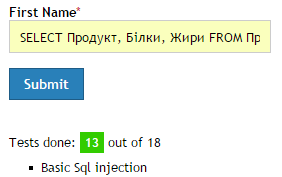 First Name*
SELECT Продукт, Білки, Жири FROM Пр
Submit
Tests done: 13 out of 18
Basic Sql injection